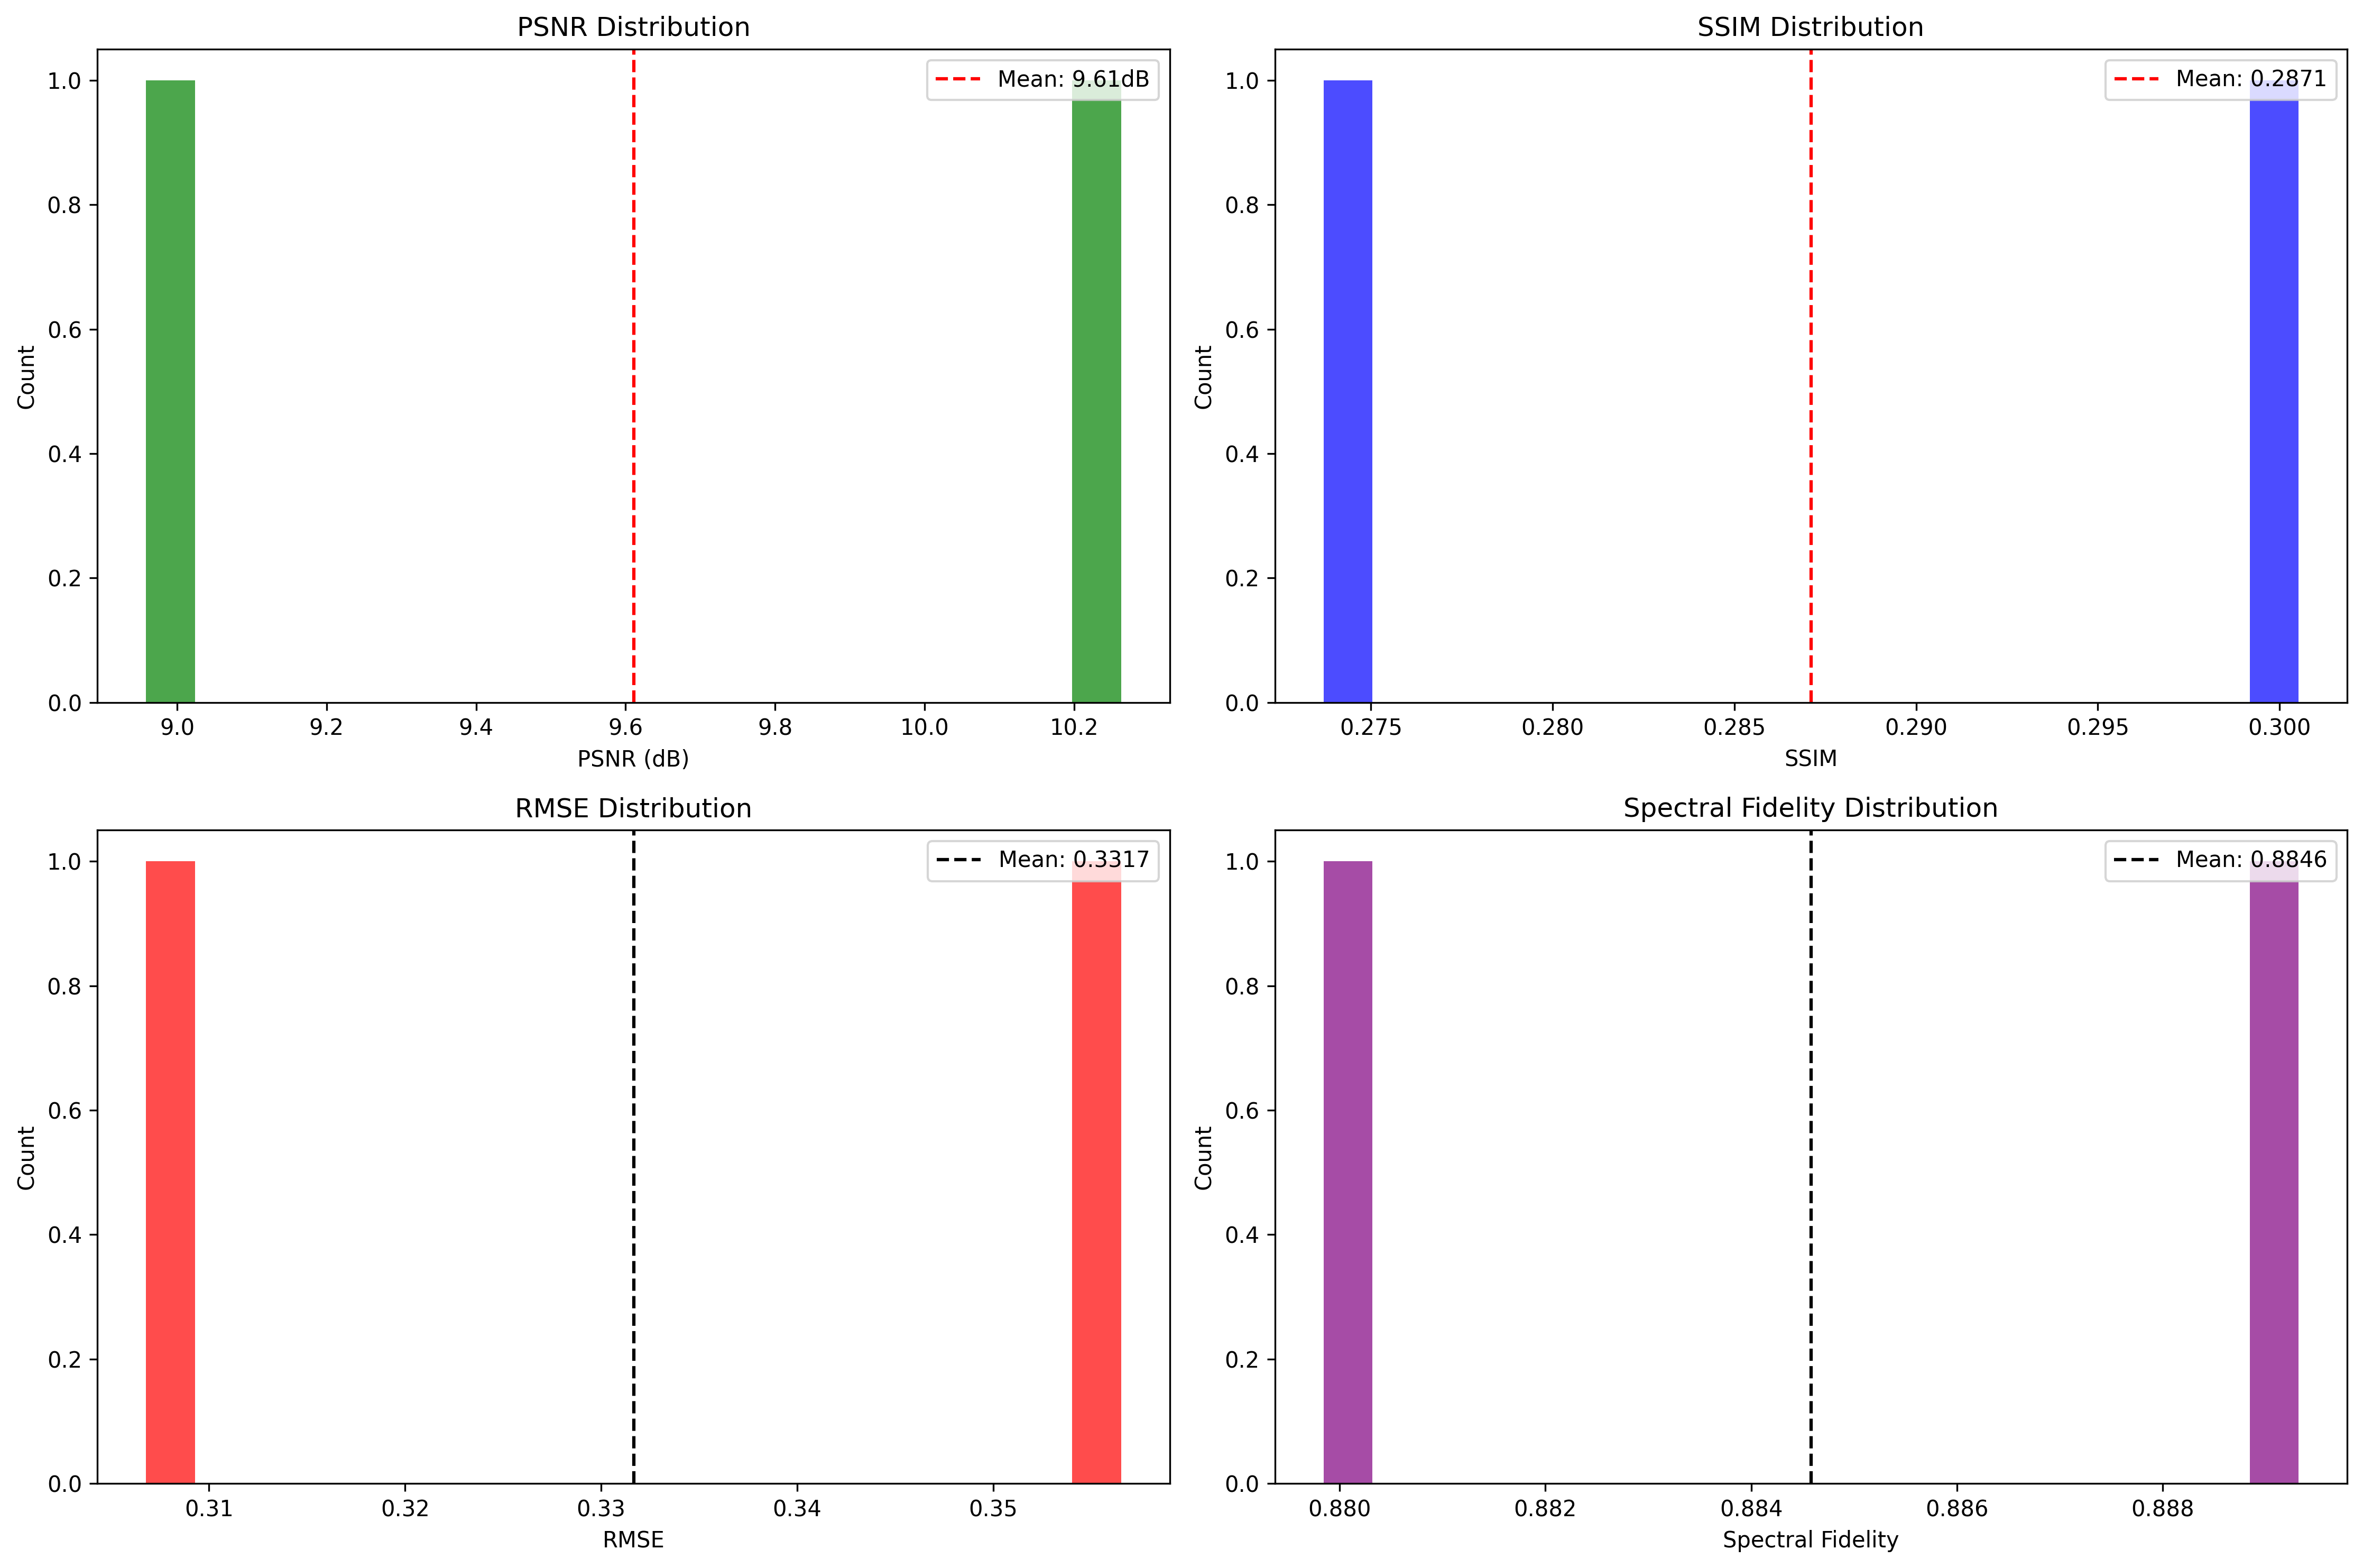 PSNR Distribution
Mean: 9.61dB
1.0
0.8
0.6
0.4
0.2
0.0
Count
9.0 9.2 9.4 9.6 9.8 10.0 10.2
PSNR (dB)
SSIM Distribution
Mean: 0.2871
1.0
0.8
0.6
0.4
0.2
0.0
Count
0.275 0.280 0.285 0.290 0.295 0.300
SSIM
RMSE Distribution
Mean: 0.3317
1.0
0.8
0.6
0.4
0.2
0.0
Count
0.31 0.32 0.33 0.34 0.35
RMSE
Spectral Fidelity Distribution
Mean: 0.8846
1.0
0.8
0.6
0.4
0.2
0.0
Count
0.880 0.882 0.884 0.886 0.888
Spectral Fidelity